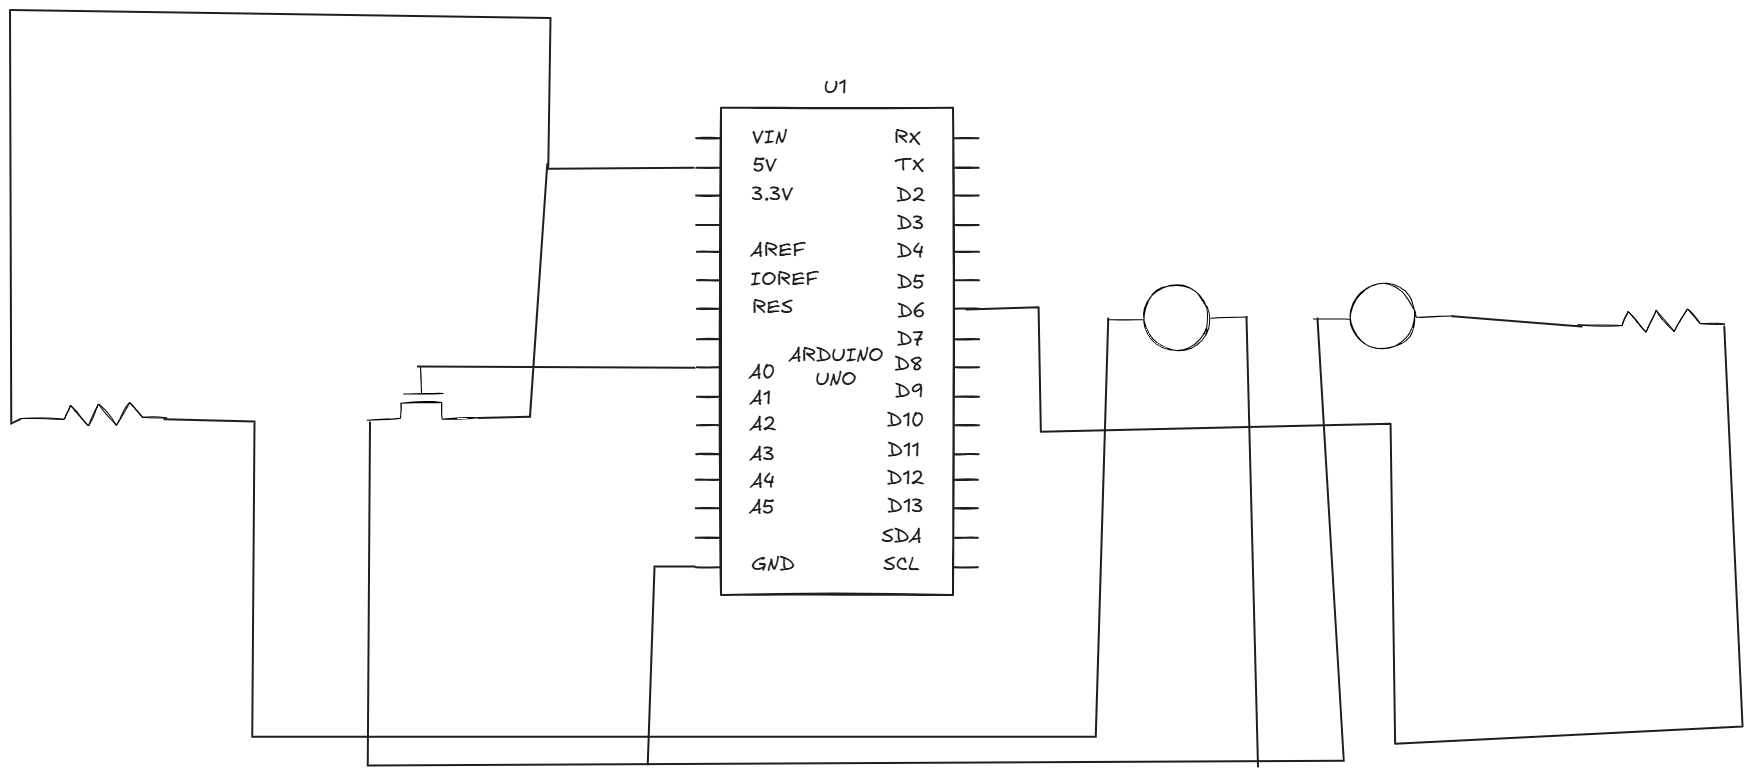 U1
VIN
5V
3.3V
AREF
IOREF
RES
A0
A1
A2
A3
A4
A5
GND
ARDUINO
UNO
RX
TX
D2
D3
D4
D5
D6
D7
D8
D9
D10
D11
D12
D13
SDA
SCL